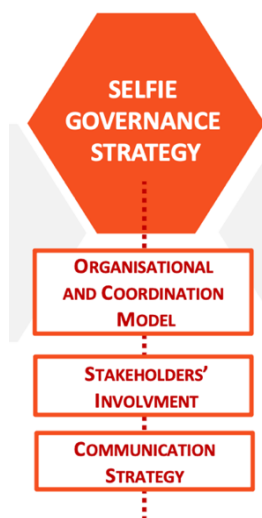 SELFIE
GOVERNANCE
STRATEGY
ORGANISATIONAL
AND COORDINATION
MODEL
STAKEHOLDERS'
INVOLVMENT
COMMUNICATION
STRATEGY